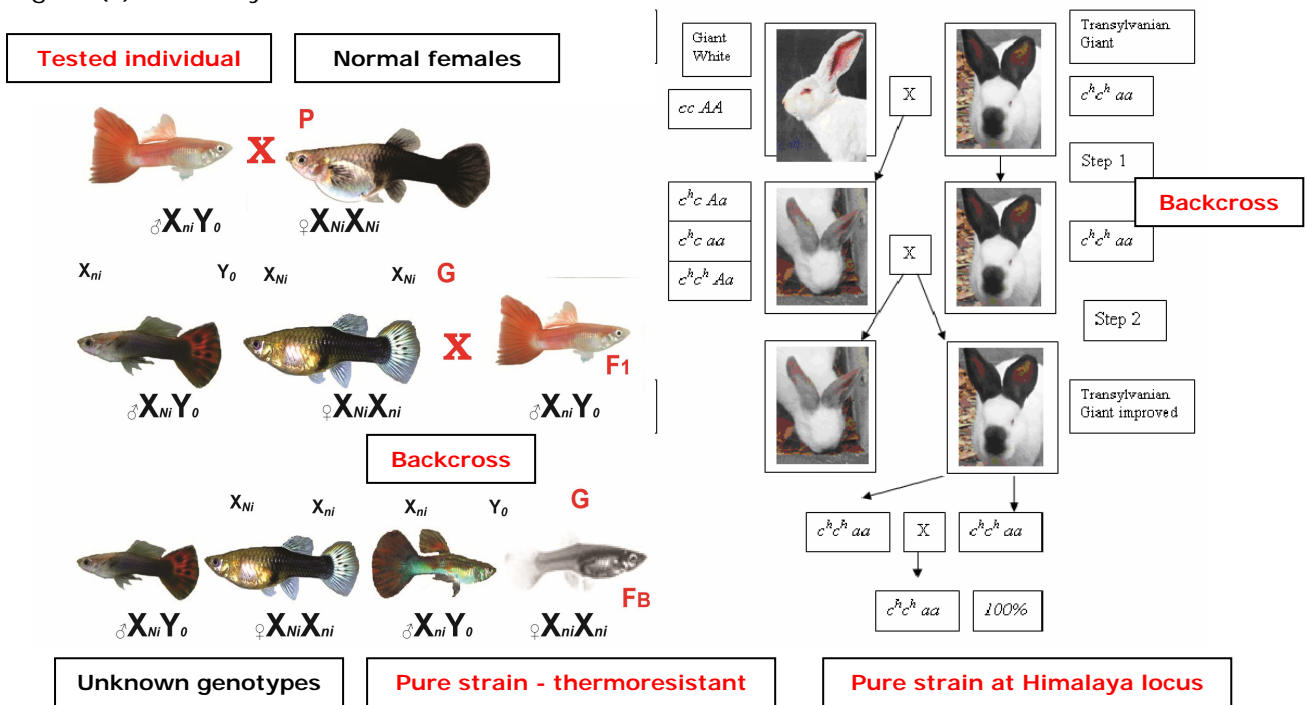 Tested individual
Normal females
P
X
♂XniY0
♀XNiXNi
Xni Y0 XNi XNi G
X
F1
♂XNiY0
♀XNiXni
♂XniY0
Backcross
XNi Xni Xni Y0 G
FB
♂XNiY0
♀XNiXni
♂XniY0
♀XniXni
Unknown genotypes
Pure strain - thermoresistant
Giant
White
cc AA
X
Transylvanian
Giant
cʰcʰ aa
Step 1
Backcross
cʰc Aa
cʰc aa
cʰcʰ Aa
X
cʰcʰ aa
Step 2
Transylvanian
Giant improved
cʰcʰ aa
X
cʰcʰ aa
cʰcʰ aa
100%
Pure strain at Himalaya locus